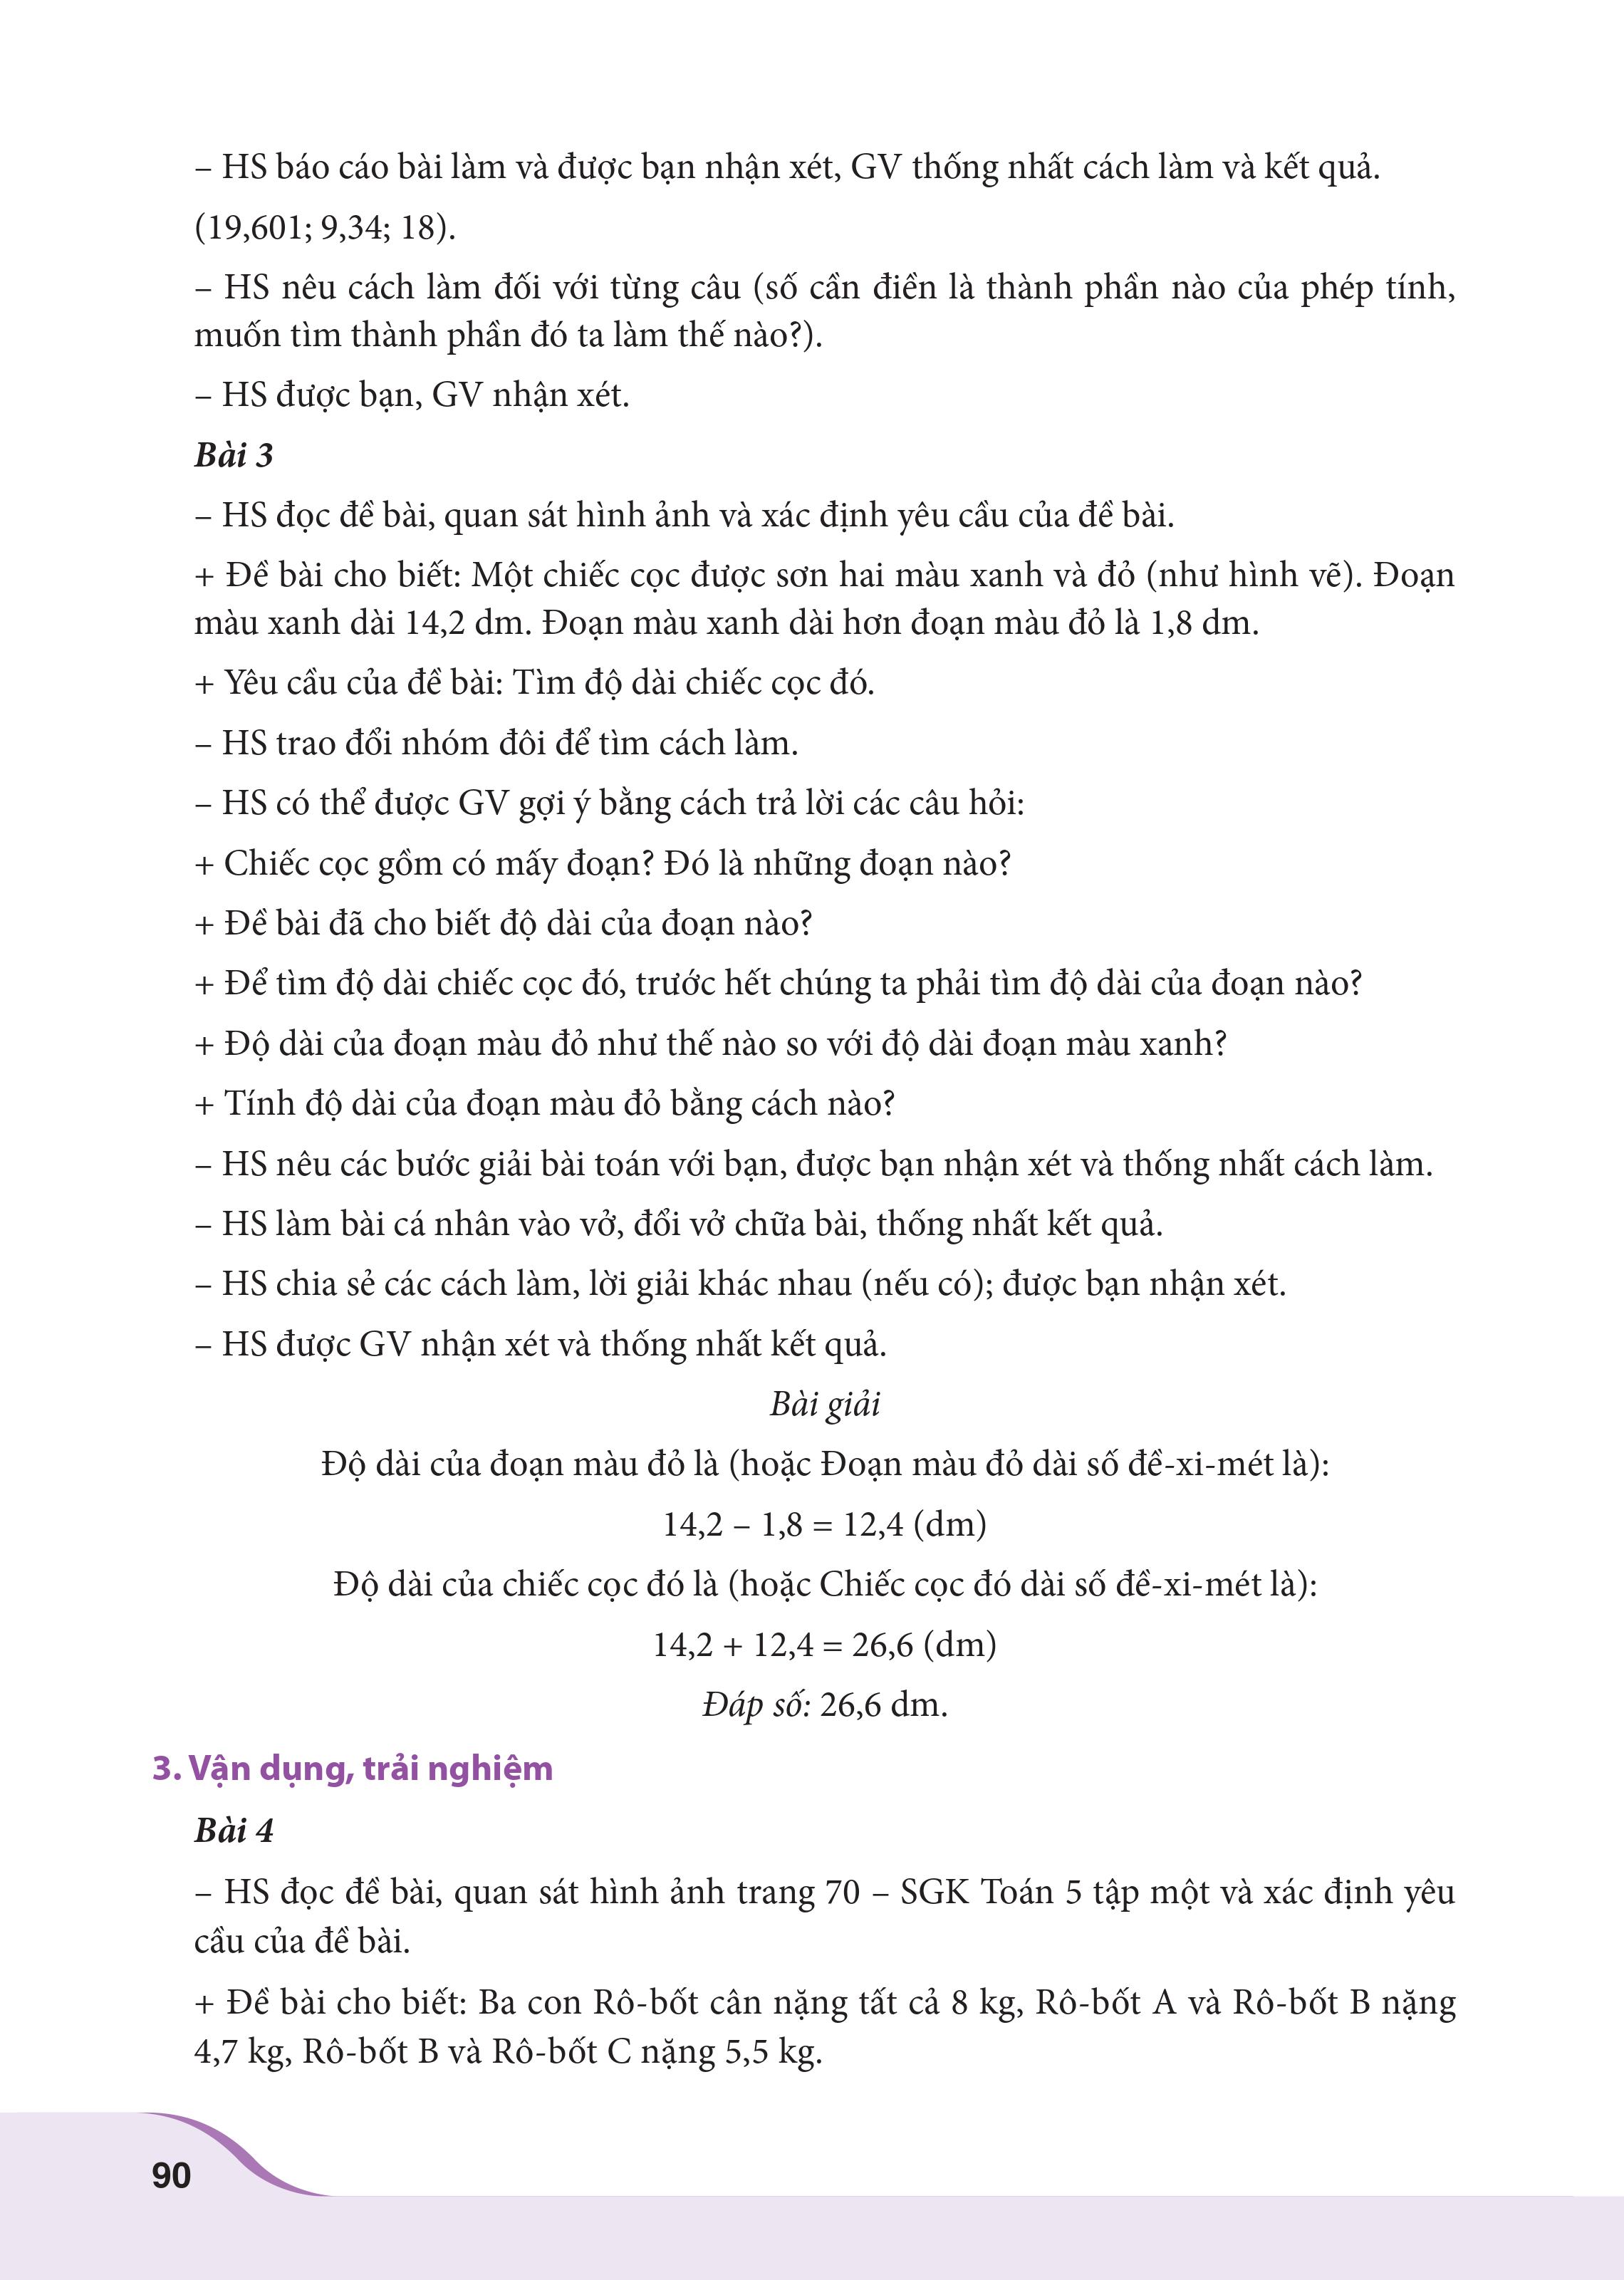 – HS báo cáo bài làm và được bạn nhận xét, GV thống nhất cách làm và kết quả.
(19,601; 9,34; 18).
– HS nêu cách làm đối với từng câu (số cần điền là thành phần nào của phép tính,
muốn tìm thành phần đó ta làm thế nào?).
– HS được bạn, GV nhận xét.
Bài 3
– HS đọc đề bài, quan sát hình ảnh và xác định yêu cầu của đề bài.
+ Đề bài cho biết: Một chiếc cọc được sơn hai màu xanh và đỏ (như hình vẽ). Đoạn
màu xanh dài 14,2 dm. Đoạn màu xanh dài hơn đoạn màu đỏ là 1,8 dm.
+ Yêu cầu của đề bài: Tìm độ dài chiếc cọc đó.
– HS trao đổi nhóm đôi để tìm cách làm.
– HS có thể được GV gợi ý bằng cách trả lời các câu hỏi:
+ Chiếc cọc gồm có mấy đoạn? Đó là những đoạn nào?
+ Đề bài đã cho biết độ dài của đoạn nào?
+ Để tìm độ dài chiếc cọc đó, trước hết chúng ta phải tìm độ dài của đoạn nào?
+ Độ dài của đoạn màu đỏ như thế nào so với độ dài đoạn màu xanh?
+ Tính độ dài của đoạn màu đỏ bằng cách nào?
– HS nêu các bước giải bài toán với bạn, được bạn nhận xét và thống nhất cách làm.
– HS làm bài cá nhân vào vở, đổi vở chữa bài, thống nhất kết quả.
– HS chia sẻ các cách làm, lời giải khác nhau (nếu có); được bạn nhận xét.
– HS được GV nhận xét và thống nhất kết quả.
Bài giải
Độ dài của đoạn màu đỏ là (hoặc Đoạn màu đỏ dài số đề-xi-mét là):
14,2 – 1,8 = 12,4 (dm)
Độ dài của chiếc cọc đó là (hoặc Chiếc cọc đó dài số đề-xi-mét là):
14,2 + 12,4 = 26,6 (dm)
Đáp số: 26,6 dm.
3. Vận dụng, trải nghiệm
Bài 4
– HS đọc đề bài, quan sát hình ảnh trang 70 – SGK Toán 5 tập một và xác định yêu
cầu của đề bài.
+ Đề bài cho biết: Ba con Rô-bốt cân nặng tất cả 8 kg, Rô-bốt A và Rô-bốt B nặng
4,7 kg, Rô-bốt B và Rô-bốt C nặng 5,5 kg.
90